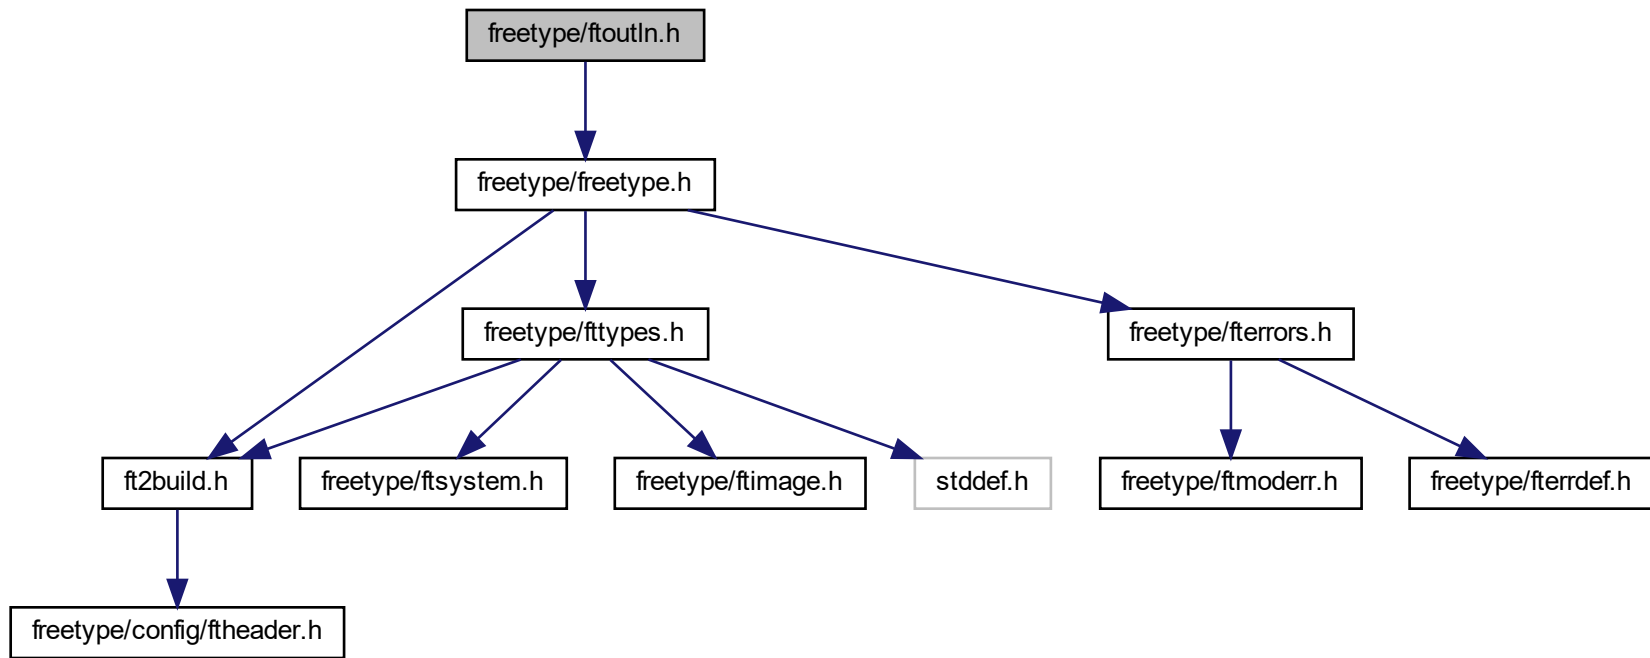 freetype/ftoutln.h
freetype/freetype.h
freetype/fttypes.h
freetype/fterrors.h
ft2build.h
freetype/ftsystem.h
freetype/ftimage.h
stddef.h
freetype/ftmoderr.h
freetype/fterrdef.h
freetype/config/ftheader.h